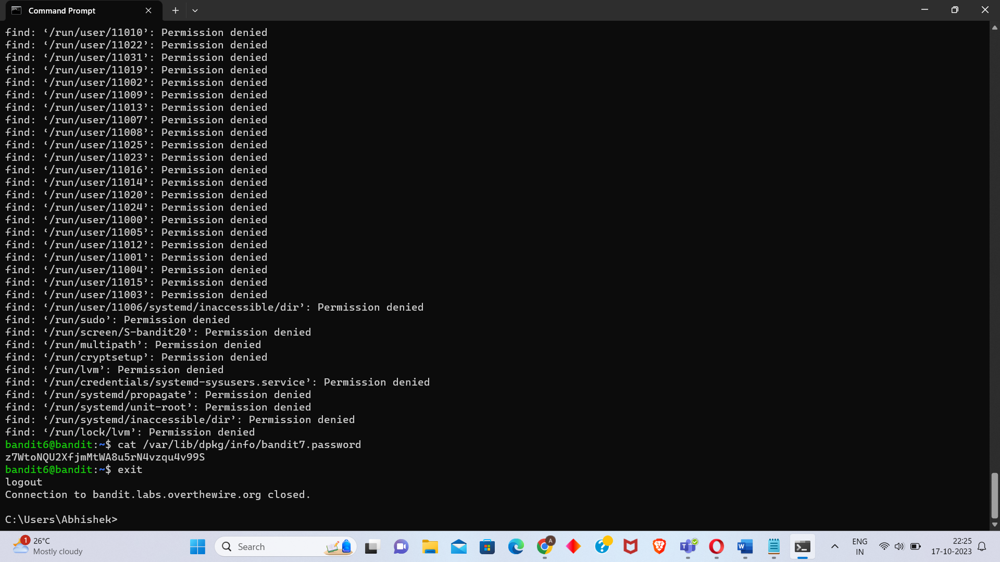 Command Prompt
find: ‘/run/user/11010’: Permission denied
find: ‘/run/user/11022’: Permission denied
find: ‘/run/user/11031’: Permission denied
find: ‘/run/user/11019’: Permission denied
find: ‘/run/user/11002’: Permission denied
find: ‘/run/user/11009’: Permission denied
find: ‘/run/user/11013’: Permission denied
find: ‘/run/user/11007’: Permission denied
find: ‘/run/user/11008’: Permission denied
find: ‘/run/user/11025’: Permission denied
find: ‘/run/user/11023’: Permission denied
find: ‘/run/user/11016’: Permission denied
find: ‘/run/user/11014’: Permission denied
find: ‘/run/user/11020’: Permission denied
find: ‘/run/user/11024’: Permission denied
find: ‘/run/user/11000’: Permission denied
find: ‘/run/user/11005’: Permission denied
find: ‘/run/user/11012’: Permission denied
find: ‘/run/user/11001’: Permission denied
find: ‘/run/user/11004’: Permission denied
find: ‘/run/user/11015’: Permission denied
find: ‘/run/user/11003’: Permission denied
find: ‘/run/user/11006/systemd/inaccessible/dir’: Permission denied
find: ‘/run/sudo’: Permission denied
find: ‘/run/screen/S-bandit20’: Permission denied
find: ‘/run/multipath’: Permission denied
find: ‘/run/cryptsetup’: Permission denied
find: ‘/run/lvm’: Permission denied
find: ‘/run/credentials/systemd-sysusers.service’: Permission denied
find: ‘/run/systemd/propagate’: Permission denied
find: ‘/run/systemd/unit-root’: Permission denied
find: ‘/run/systemd/inaccessible/dir’: Permission denied
find: ‘/run/lock/lvm’: Permission denied
bandit6@bandit:~$ cat /var/lib/dpkg/info/bandit7.password
z7WtoNQU2XfjmMtWA8u5rN4vzqu4v99S
bandit6@bandit:~$ exit
logout
Connection to bandit.labs.overthewire.org closed.
C:\Users\Abhishek>
1
26°C
Mostly cloudy
Search
A
ENG
IN
22:25
17-10-2023